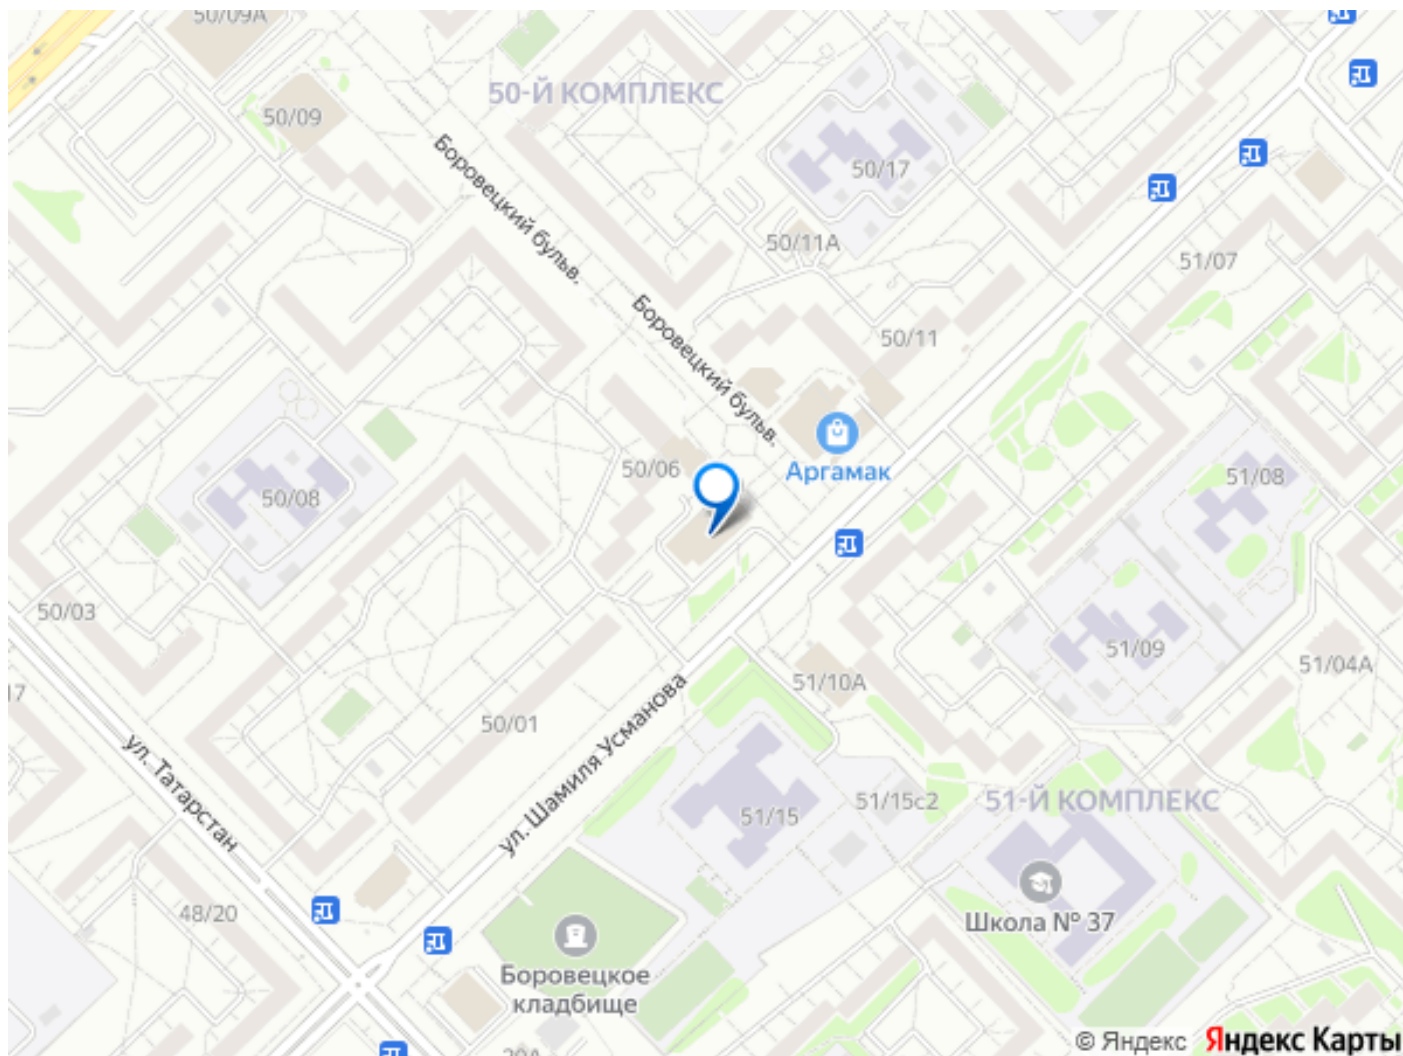 50/09А
50-Й КОМПЛЕКС
50/09
Боровецкий бульв.
50/17
50/11А
51/07
Боровецкий бульв.
50/11
Аргамак
50/06
50/08
51/08
50/03
51/09
51/04А
17
51/10А
50/01
ул. Татарстан
ул. Шамиля Усманова
51/15
51/15с2
51-Й КОМПЛЕКС
48/20
Школа № 37
Боровецкое
кладбище
20А
© Яндекс
Яндекс Карты